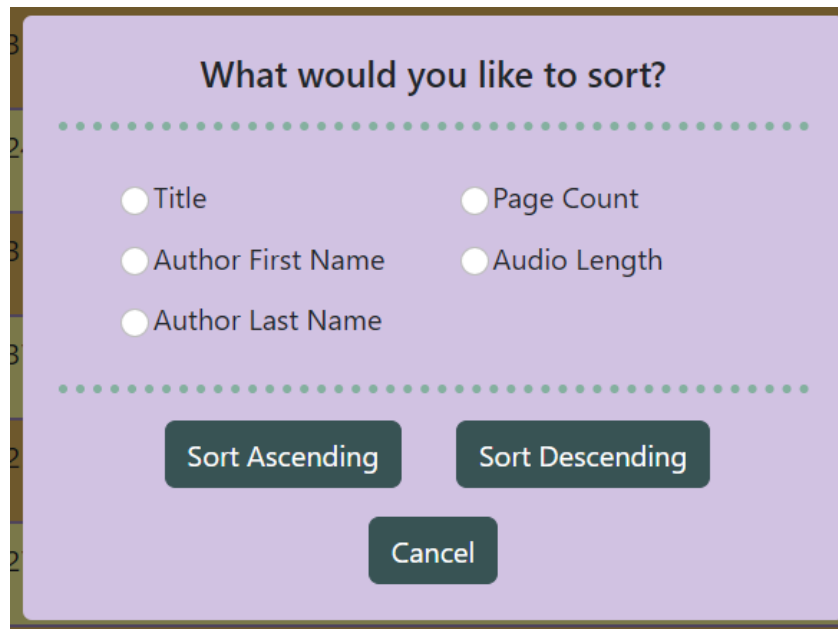 What would you like to sort?
Title
Page Count
Author First Name
Audio Length
Author Last Name
Sort Ascending
Sort Descending
Cancel